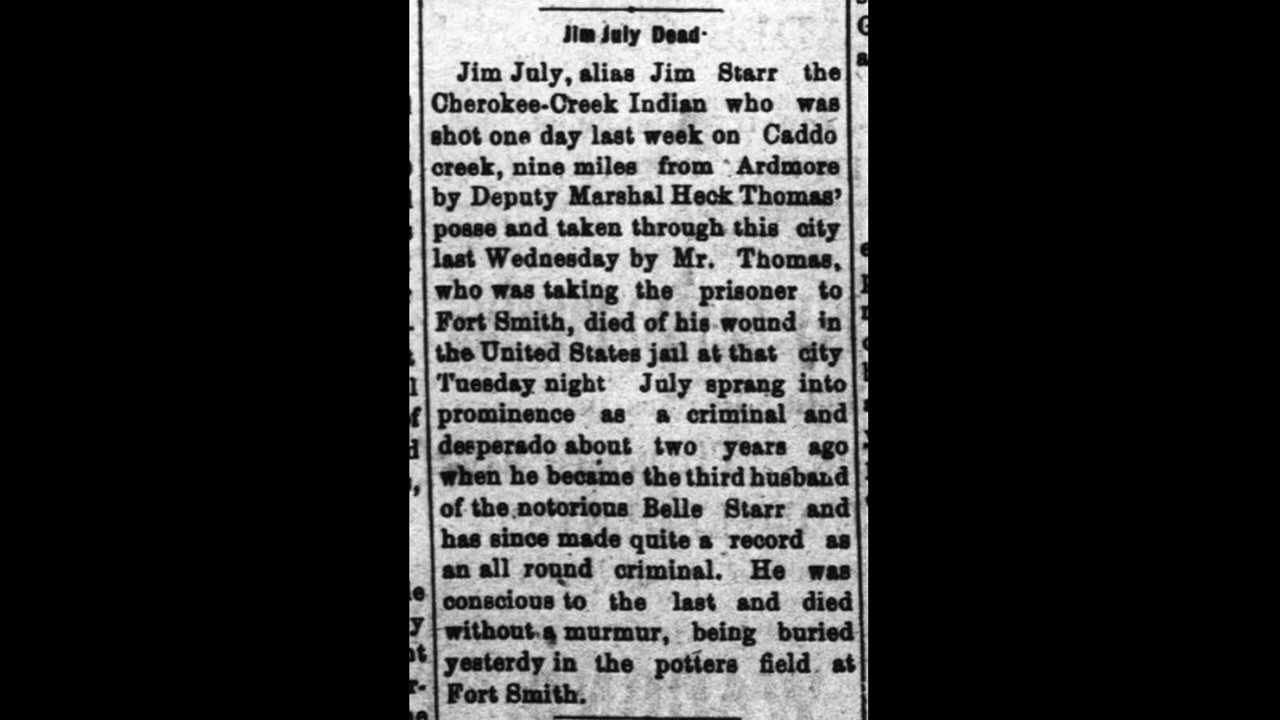 Jim July Dead·
Jim July, alias Jim Starr the
Cherokee-Creek Indian who was
shot one day last week on Caddo
creek, nine miles from Ardmore
by Deputy Marshal Heck Thomas'
posse and taken through this city
last Wednesday by Mr. Thomas,
who was taking the prisoner to
Fort Smith, died of his wound in
the United States jail at that city
Tuesday night July sprang into
prominence as a criminal and
desperado about two years ago
when he became the third husband
of the notorious Belle Starr and
has since made quite a record as
an all round criminal. He was
conscious to the last and died
without a murmur, being buried
yesterdy in the potters field at
Fort Smith.